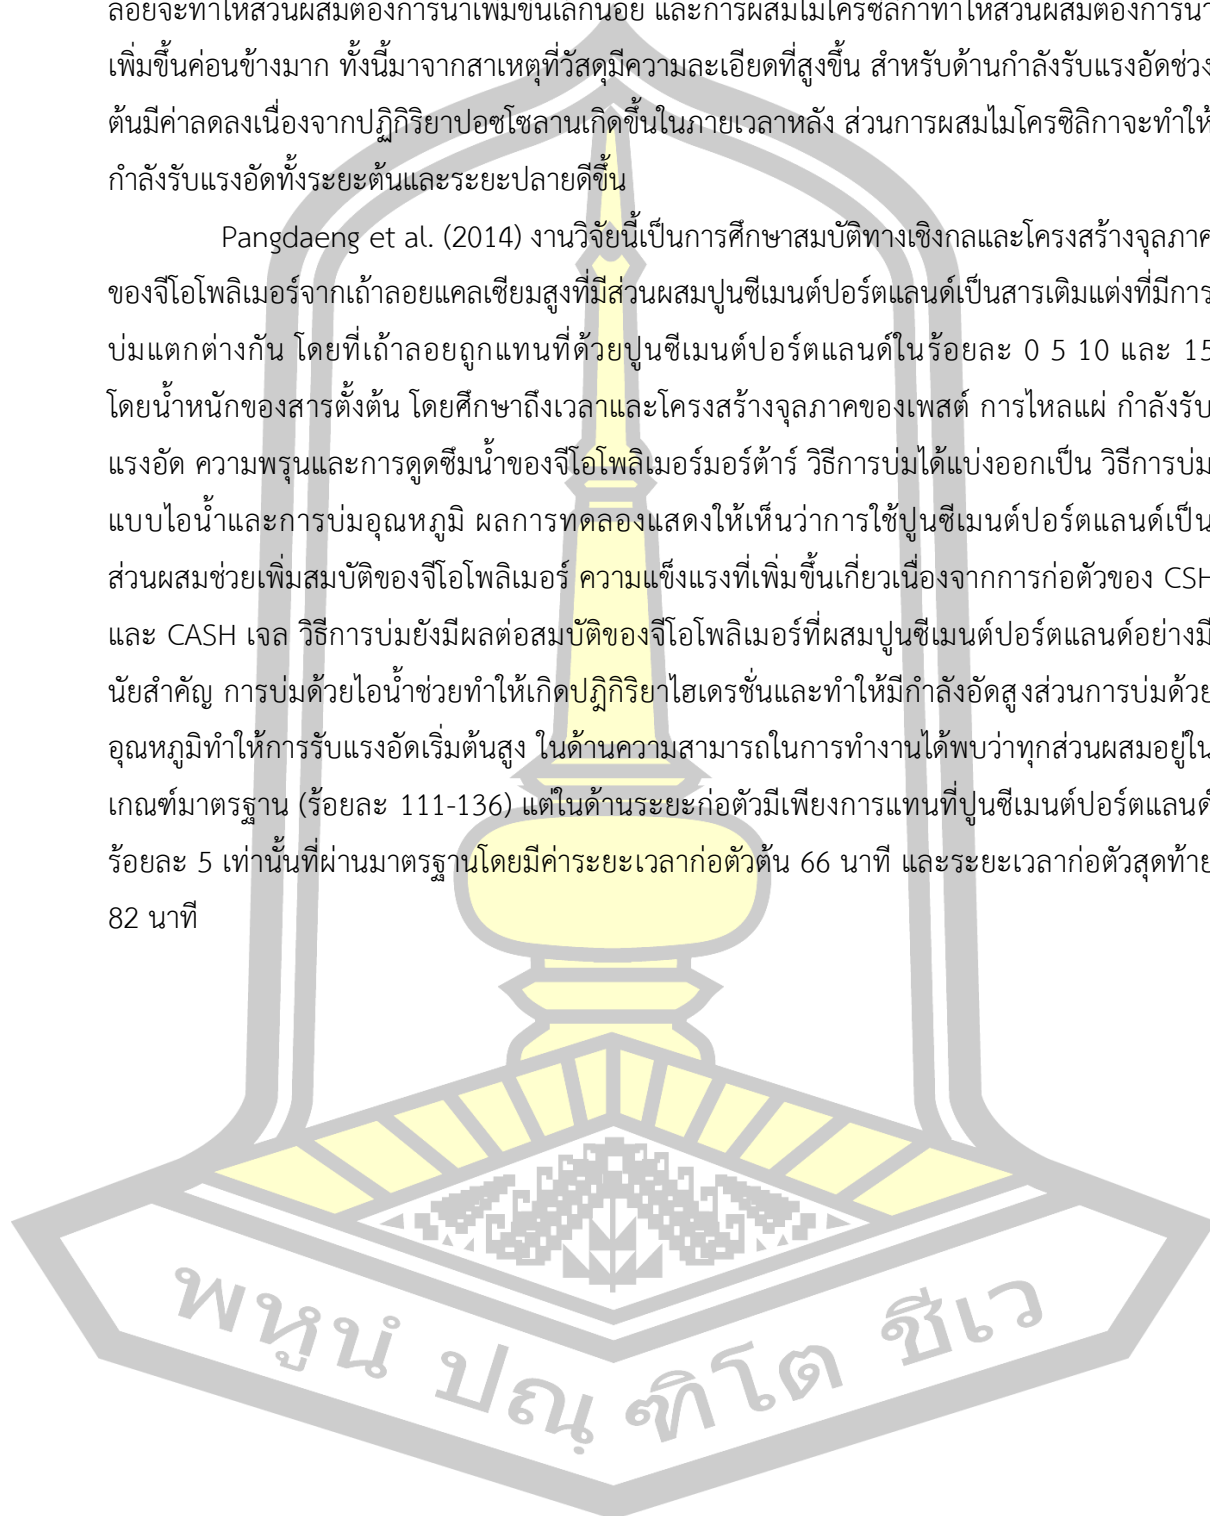 ลอยจะทำให้ส่วนผสมต้องการน้ำเพิ่มขึ้นเล็กน้อย และการผสมไมโครซิลิกาทำให้ส่วนผสมต้องการน้ำ
เพิ่มขึ้นค่อนข้างมาก ทั้งนี้มาจากสาเหตุที่วัสดุมีความละเอียดที่สูงขึ้น สำหรับด้านกำลังรับแรงอัดช่วง
ต้นมีค่าลดลงเนื่องจากปฏิกิริยาปอซโซลานเกิดขึ้นในภายเวลาหลัง ส่วนการผสมไมโครซิลิกาจะทำให้
กำลังรับแรงอัดทั้งระยะต้นและระยะปลายดีขึ้น
Pangdaeng et al. (2014) งานวิจัยนี้เป็นการศึกษาสมบัติทางเชิงกลและโครงสร้างจุลภาค
ของจีโอโพลิเมอร์จากเถ้าลอยแคลเซียมสูงที่มีส่วนผสมปูนซีเมนต์ปอร์ตแลนด์เป็นสารเติมแต่งที่มีการ
บ่มแตกต่างกัน โดยที่เถ้าลอยถูกแทนที่ด้วยปูนซีเมนต์ปอร์ตแลนด์ในร้อยละ 0 5 10 และ 15
โดยน้ำหนักของสารตั้งต้น โดยศึกษาถึงเวลาและโครงสร้างจุลภาคของเพสต์ การไหลแผ่ กำลังรับ
แรงอัด ความพรุนและการดูดซึมน้ำของจีโอโพลิเมอร์มอร์ต้าร์ วิธีการบ่มได้แบ่งออกเป็น วิธีการบ่ม
แบบไอน้ำและการบ่มอุณหภูมิ ผลการทดลองแสดงให้เห็นว่าการใช้ปูนซีเมนต์ปอร์ตแลนด์เป็น
ส่วนผสมช่วยเพิ่มสมบัติของจีโอโพลิเมอร์ ความแข็งแรงที่เพิ่มขึ้นเกี่ยวเนื่องจากการก่อตัวของ CSH
และ CASH เจล วิธีการบ่มยังมีผลต่อสมบัติของจีโอโพลิเมอร์ที่ผสมปูนซีเมนต์ปอร์ตแลนด์อย่างมี
นัยสำคัญ การบ่มด้วยไอน้ำช่วยทำให้เกิดปฎิกิริยาไฮเดรชั่นและทำให้มีกำลังอัดสูงส่วนการบ่มด้วย
อุณหภูมิทำให้การรับแรงอัดเริ่มต้นสูง ในด้านความสามารถในการทำงานได้พบว่าทุกส่วนผสมอยู่ใน
เกณฑ์มาตรฐาน (ร้อยละ 111-136) แต่ในด้านระยะก่อตัวมีเพียงการแทนที่ปูนซีเมนต์ปอร์ตแลนด์
ร้อยละ 5 เท่านั้นที่ผ่านมาตรฐานโดยมีค่าระยะเวลาก่อตัวต้น 66 นาที และระยะเวลาก่อตัวสุดท้าย
82 นาที
พหูนํ ปณฺ ฑิโต ชีเว